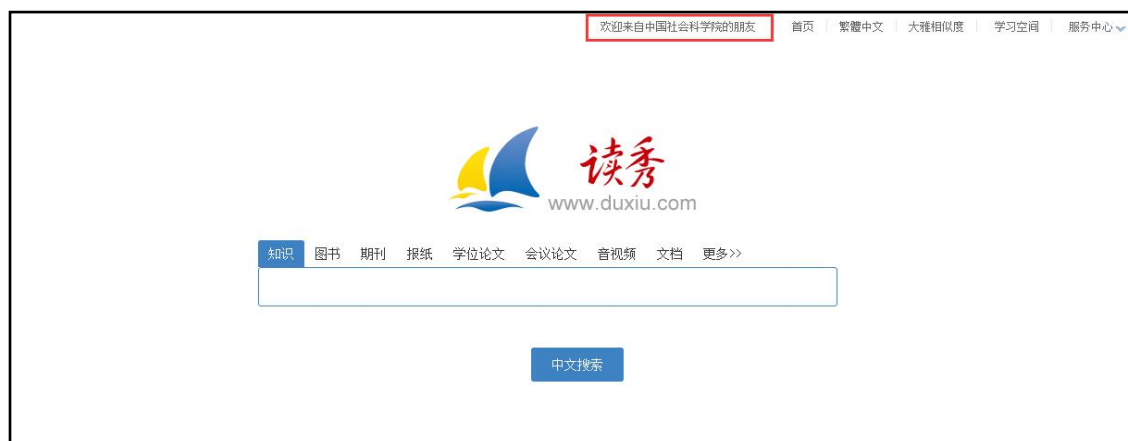 欢迎来自中国社会科学院的朋友 首页 繁體中文 大雅相似度 学习空间 服务中心
读秀
www.duxiu.com
知识 图书 期刊 报纸 学位论文 会议论文 音视频 文档 更多>>
中文搜索